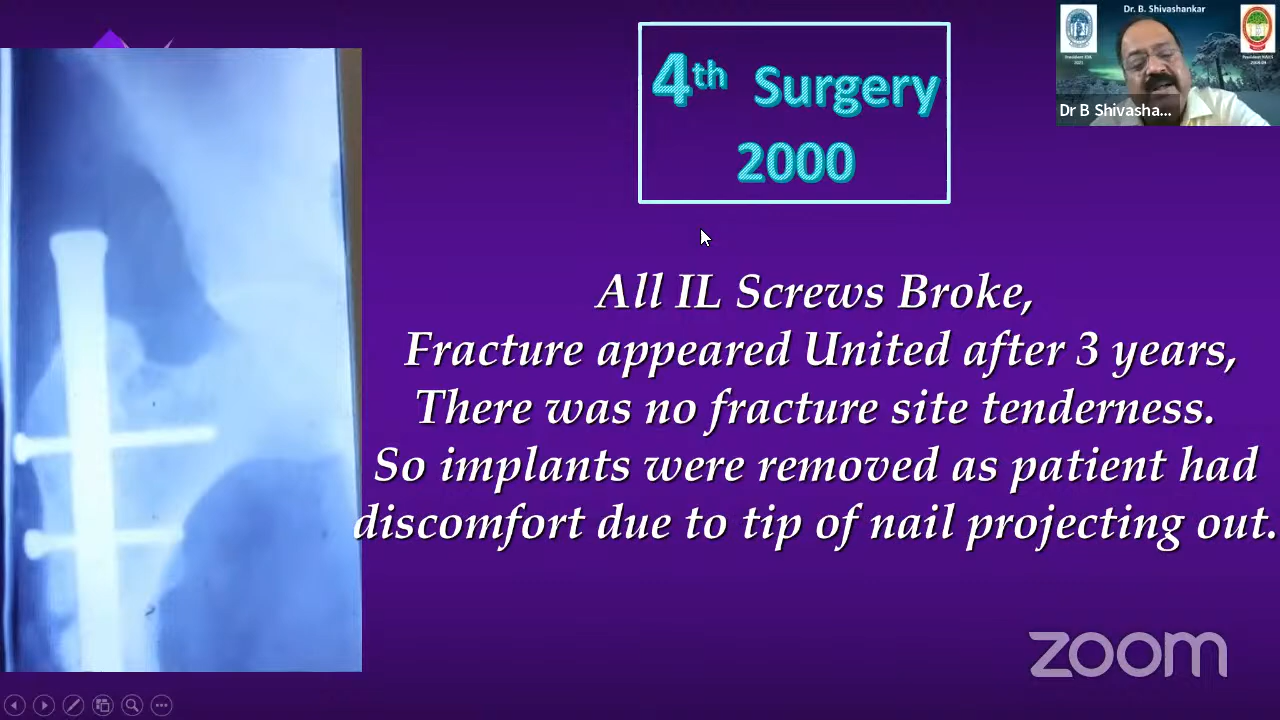 4th Surgery
2000
Dr. B. Shivashankar
Dr B Shivasha...
All IL Screws Broke,
Fracture appeared United after 3 years,
There was no fracture site tenderness.
So implants were removed as patient had
discomfort due to tip of nail projecting out.
zoom